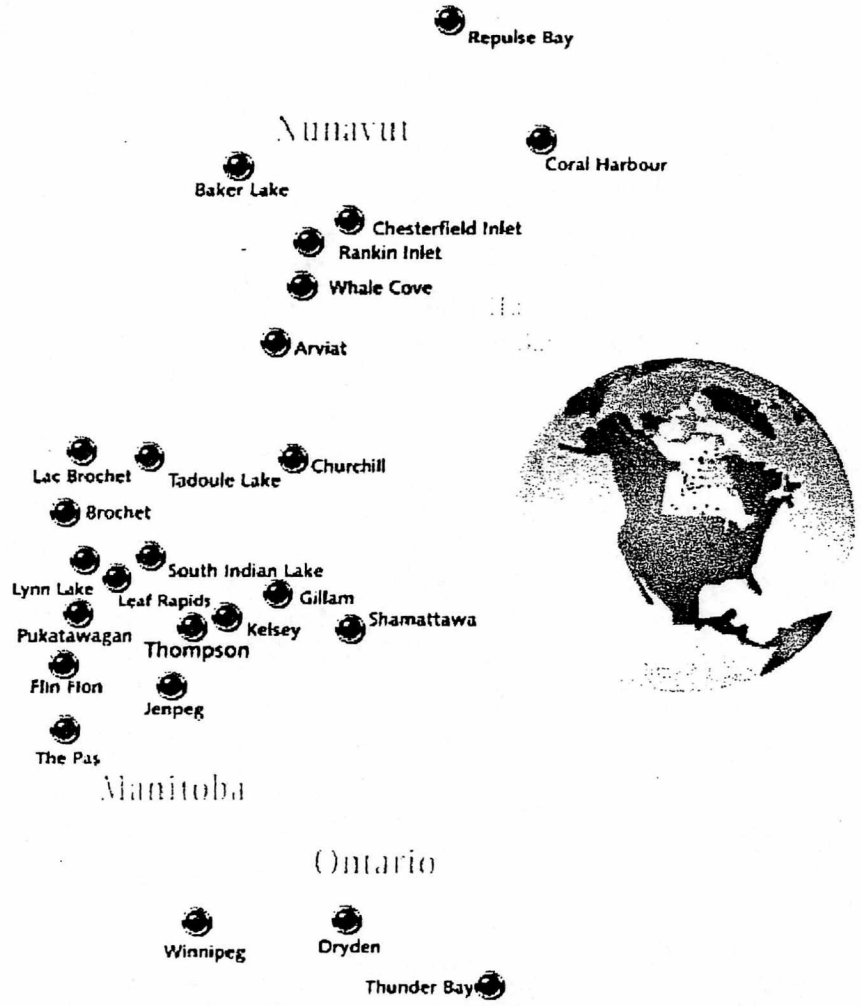 Repulse Bay
Nunavut
Coral Harbour
Baker Lake
Chesterfield Inlet
Rankin Inlet
Whale Cove
Arviat
Lac Brochet
Tadoule Lake
Churchill
Brochet
South Indian Lake
Lynn Lake
Leaf Rapids
Gillam
Pukatawagan
Kelsey
Shamattawa
Thompson
Flin Flon
Jenpeg
The Pas
Manitoba
Ontario
Winnipeg
Dryden
Thunder Bay